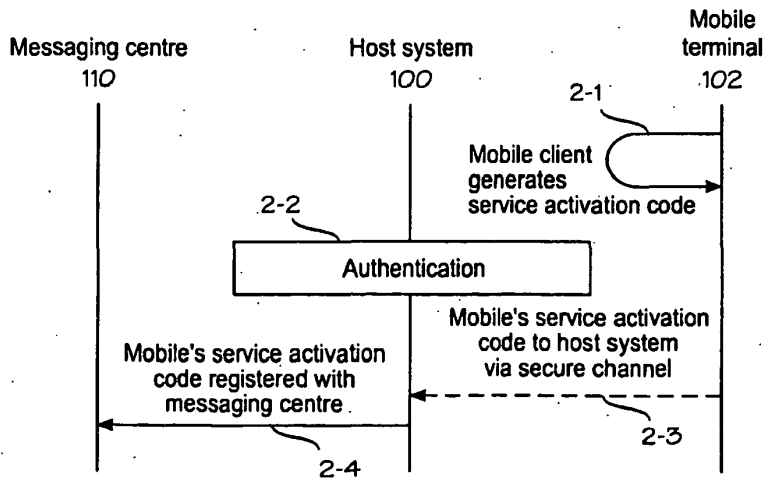 Mobile
Messaging centre Host system terminal
110 100 102
2-1
Mobile client
generates
service activation code
2-2
Authentication
Mobile's service activation
code to host system
via secure channel
Mobile's service activation
code registered with
messaging centre
2-3
2-4